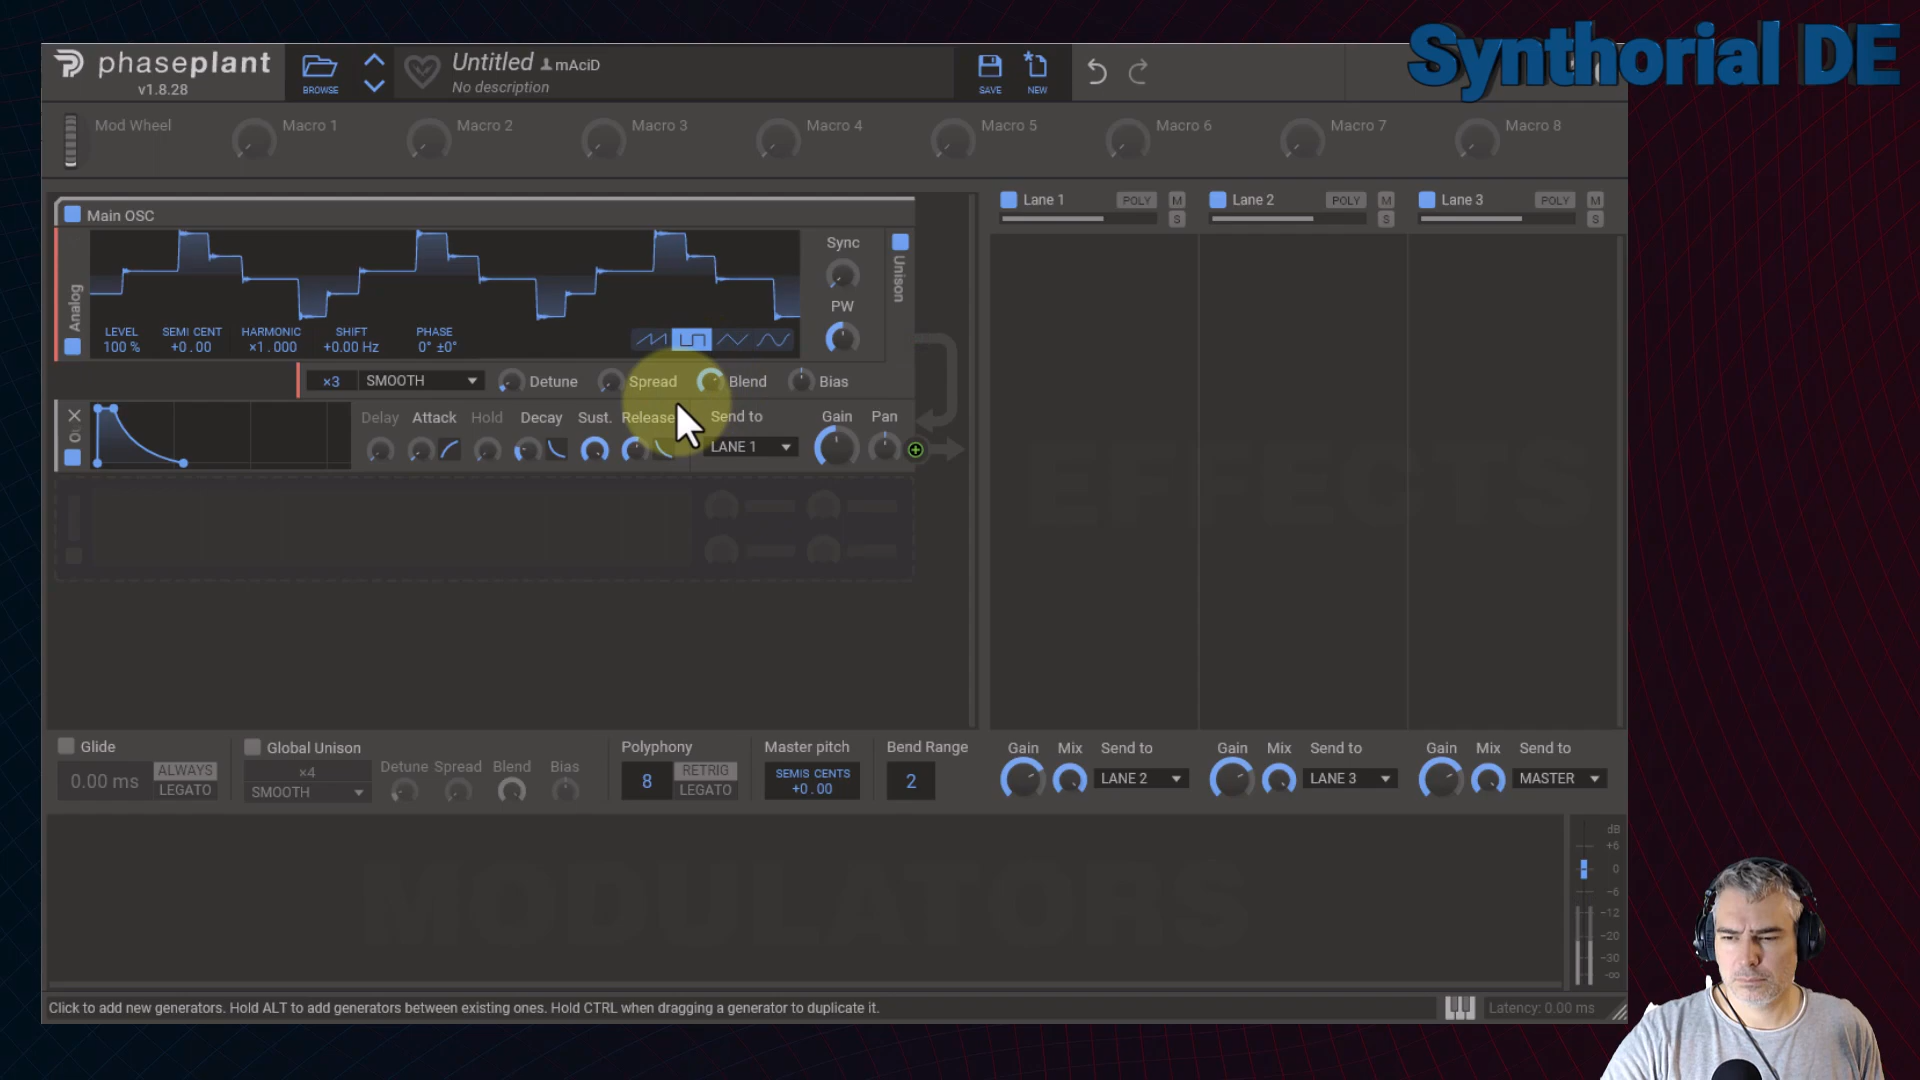 Synthorial DE
phaseplant
v1.8.28
BROWSE
Untitled mAciD
No description
SAVE
NEW
Mod Wheel
Macro 1
Macro 2
Macro 3
Macro 4
Macro 5
Macro 6
Macro 7
Macro 8
Main OSC
Analog
Sync
PW
Unison
LEVEL SEMI CENT HARMONIC SHIFT PHASE
100 % +0.00 ×1.000 +0.00 Hz 0° ±0°
×3 SMOOTH Detune Spread Blend Bias
Delay Attack Hold Decay Sust. Release Send to Gain Pan
LANE 1
Lane 1 POLY M
S
Lane 2 POLY M
S
Lane 3 POLY M
S
EFFECTS
Glide
0.00 ms ALWAYS
LEGATO
Global Unison
×4
SMOOTH
Detune Spread Blend Bias
Polyphony
8 RETRIG
LEGATO
Master pitch
SEMIS CENTS
+0.00
Bend Range
2
Gain Mix Send to
LANE 2
Gain Mix Send to
LANE 3
Gain Mix Send to
MASTER
MODULATORS
dB
+6
0
-6
-12
-20
-30
-∞
Click to add new generators. Hold ALT to add generators between existing ones. Hold CTRL when dragging a generator to duplicate it.
Latency: 0.00 ms